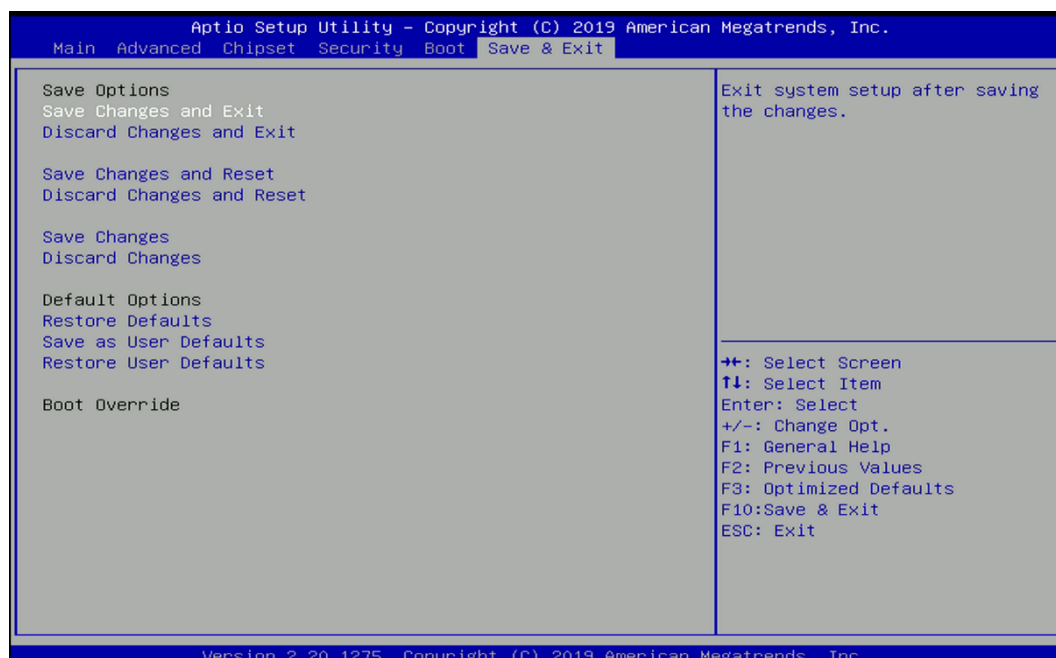 Aptio Setup Utility – Copyright (C) 2019 American Megatrends, Inc.
Main Advanced Chipset Security Boot Save & Exit
Save Options
Save Changes and Exit
Discard Changes and Exit
Save Changes and Reset
Discard Changes and Reset
Save Changes
Discard Changes
Default Options
Restore Defaults
Save as User Defaults
Restore User Defaults
Boot Override
Exit system setup after saving
the changes.
→←: Select Screen
↑↓: Select Item
Enter: Select
+/-: Change Opt.
F1: General Help
F2: Previous Values
F3: Optimized Defaults
F10:Save & Exit
ESC: Exit
Version 2.20.1275. Copyright (C) 2019 American Megatrends, Inc.